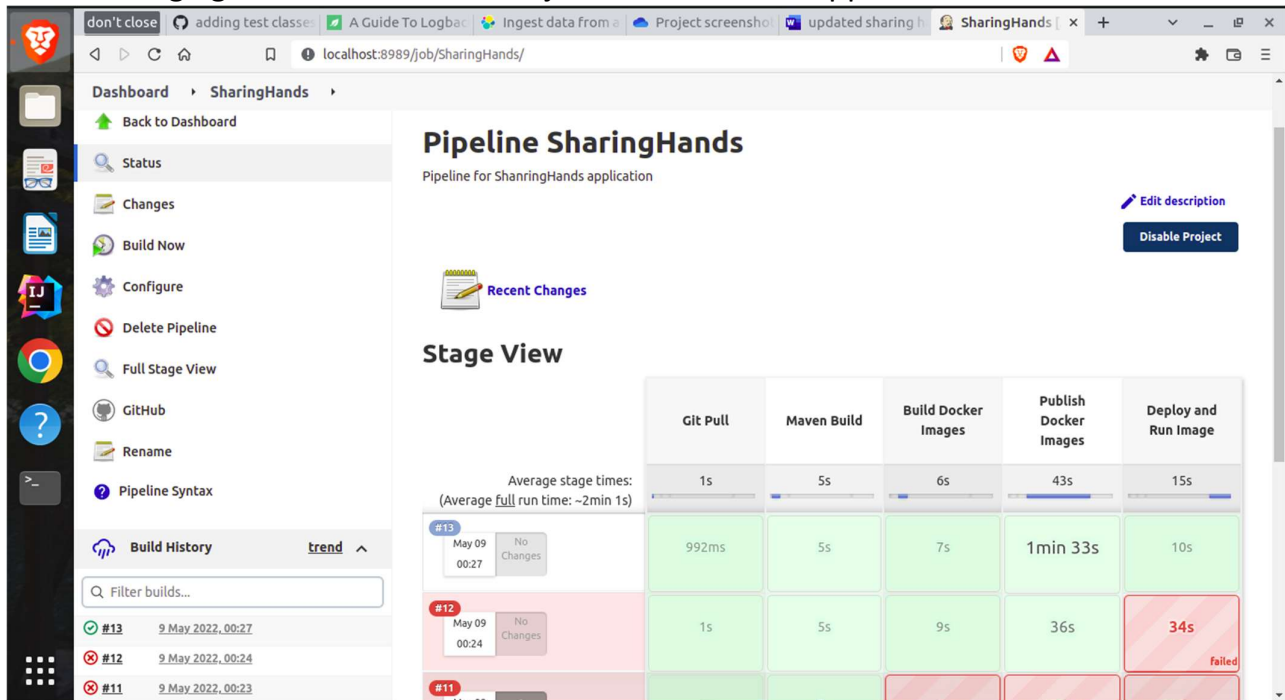 don't close
adding test classes
A Guide To Logbac
Ingest data from a
Project screensho
updated sharing h
SharingHands [
localhost:8989/job/SharingHands/
Dashboard
SharingHands
Back to Dashboard
Status
Changes
Build Now
Configure
Delete Pipeline
Full Stage View
GitHub
Rename
Pipeline Syntax
Build History
trend
Filter builds...
#13 9 May 2022, 00:27
#12 9 May 2022, 00:24
#11 9 May 2022, 00:23
Pipeline SharingHands
Pipeline for ShanringHands application
Edit description
Disable Project
Recent Changes
Stage View
Git Pull
Maven Build
Build Docker
Images
Publish
Docker
Images
Deploy and
Run Image
Average stage times:
(Average full run time: ~2min 1s)
1s 5s 6s 43s 15s
#13
May 09
00:27
No
Changes
992ms 5s 7s 1min 33s 10s
#12
May 09
00:24
No
Changes
1s 5s 9s 36s 34s
failed
#11
IJ